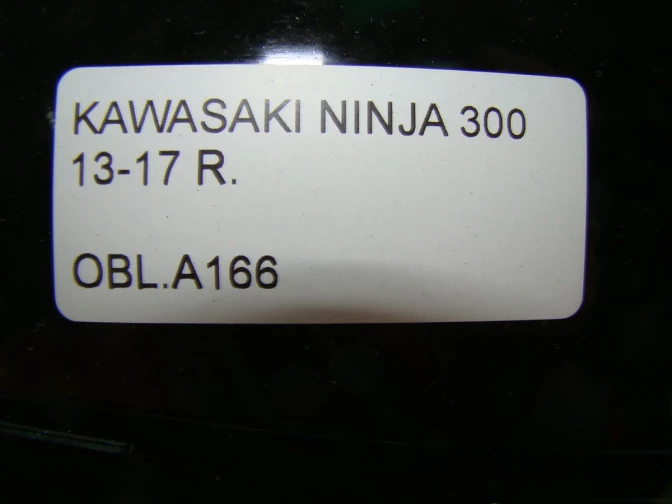 KAWASAKI NINJA 300
13-17 R.
OBL.A166